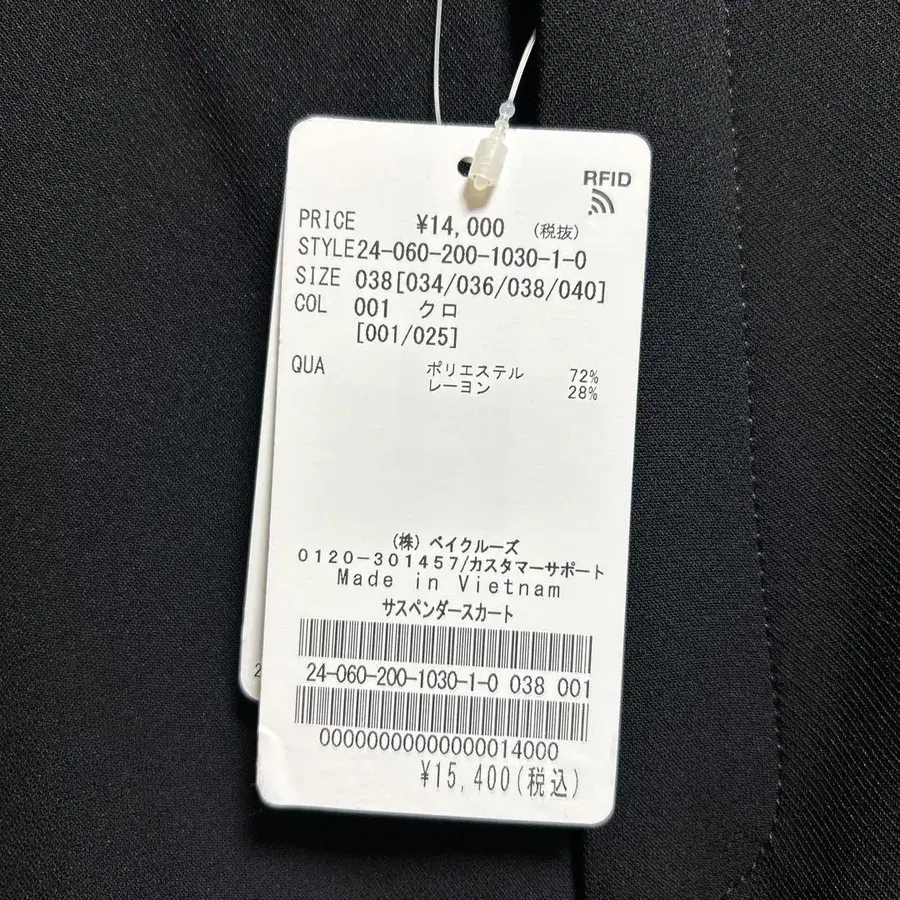 RFID
PRICE ¥14,000 (税抜)
STYLE24-060-200-1030-1-0
SIZE 038[034/036/038/040]
COL 001 クロ
[001/025]
QUA ポリエステル 72%
レーヨン 28%
(株)ベイクルーズ
0120-301457/カスタマーサポート
Made in Vietnam
サスペンダースカート
24-060-200-1030-1-0 038 001
00000000000000014000
¥15,400(税込)
2